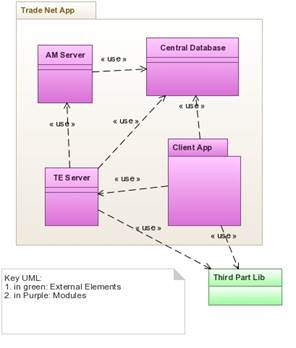 Trade Net App
AM Server
Central Database
« use »
« use »
« use »
« use »
Client App
TE Server
« use »
« use »
« use »
Third Part Lib
Key UML:
1. in green: External Elements
2. in Purple: Modules